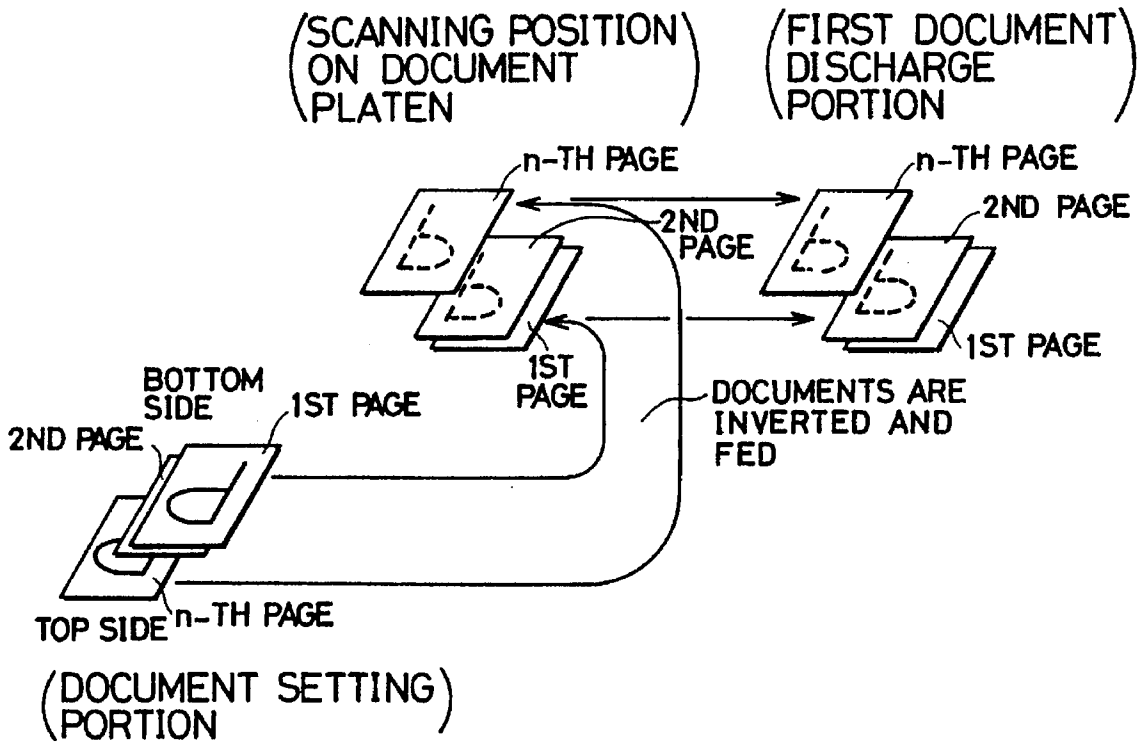 (SCANNING POSITION
ON DOCUMENT
PLATEN)
(FIRST DOCUMENT
DISCHARGE
PORTION)
n-TH PAGE
n-TH PAGE
2ND
PAGE
2ND PAGE
1ST
PAGE
1ST PAGE
BOTTOM
SIDE
1ST PAGE
2ND PAGE
DOCUMENTS ARE
INVERTED AND
FED
TOP SIDE
n-TH PAGE
(DOCUMENT SETTING
PORTION)